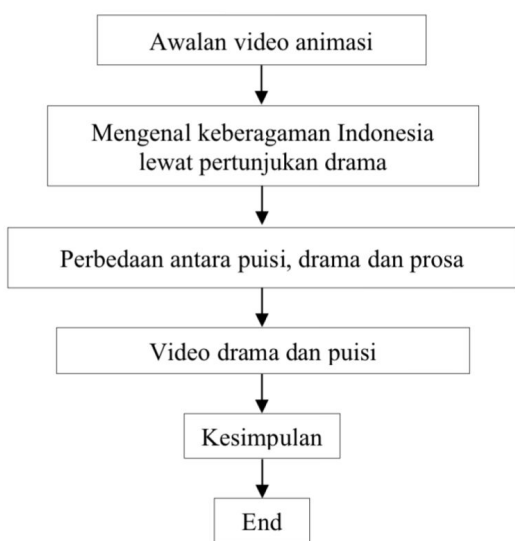 Awalan video animasi
Mengenal keberagaman Indonesia
lewat pertunjukan drama
Perbedaan antara puisi, drama dan prosa
Video drama dan puisi
Kesimpulan
End